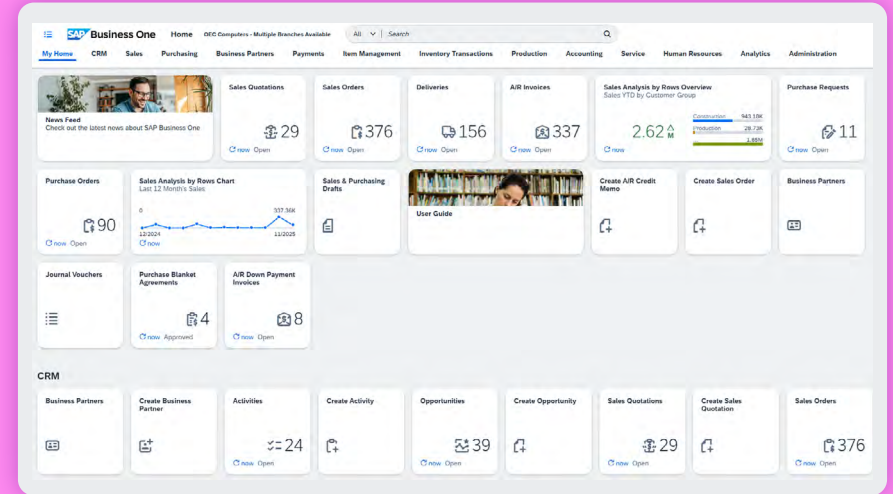 SAP Business One Home OEC Computers - Multiple Branches Available All Search
My Home CRM Sales Purchasing Business Partners Payments Item Management Inventory Transactions Production Accounting Service Human Resources Analytics Administration
News Feed
Check out the latest news about SAP Business One
Sales Quotations
29
now Open
Sales Orders
376
now Open
Deliveries
156
now Open
A/R Invoices
337
now Open
Sales Analysis by Rows Overview
Sales YTD by Customer Group
2.62 M
now
Construction 943.18K
Production 28.73K
1.65M
Purchase Requests
11
now Open
Purchase Orders
90
now Open
Sales Analysis by Rows Chart
Last 12 Month's Sales
0 337.36K
12/2024 11/2025
now
Sales & Purchasing
Drafts
User Guide
Create A/R Credit
Memo
Create Sales Order
Business Partners
Journal Vouchers
Purchase Blanket
Agreements
4
now Approved
A/R Down Payment
Invoices
8
now Open
CRM
Business Partners
Create Business
Partner
Activities
24
now Open
Create Activity
Opportunities
39
now Open
Create Opportunity
Sales Quotations
29
now Open
Create Sales
Quotation
Sales Orders
376
now Open